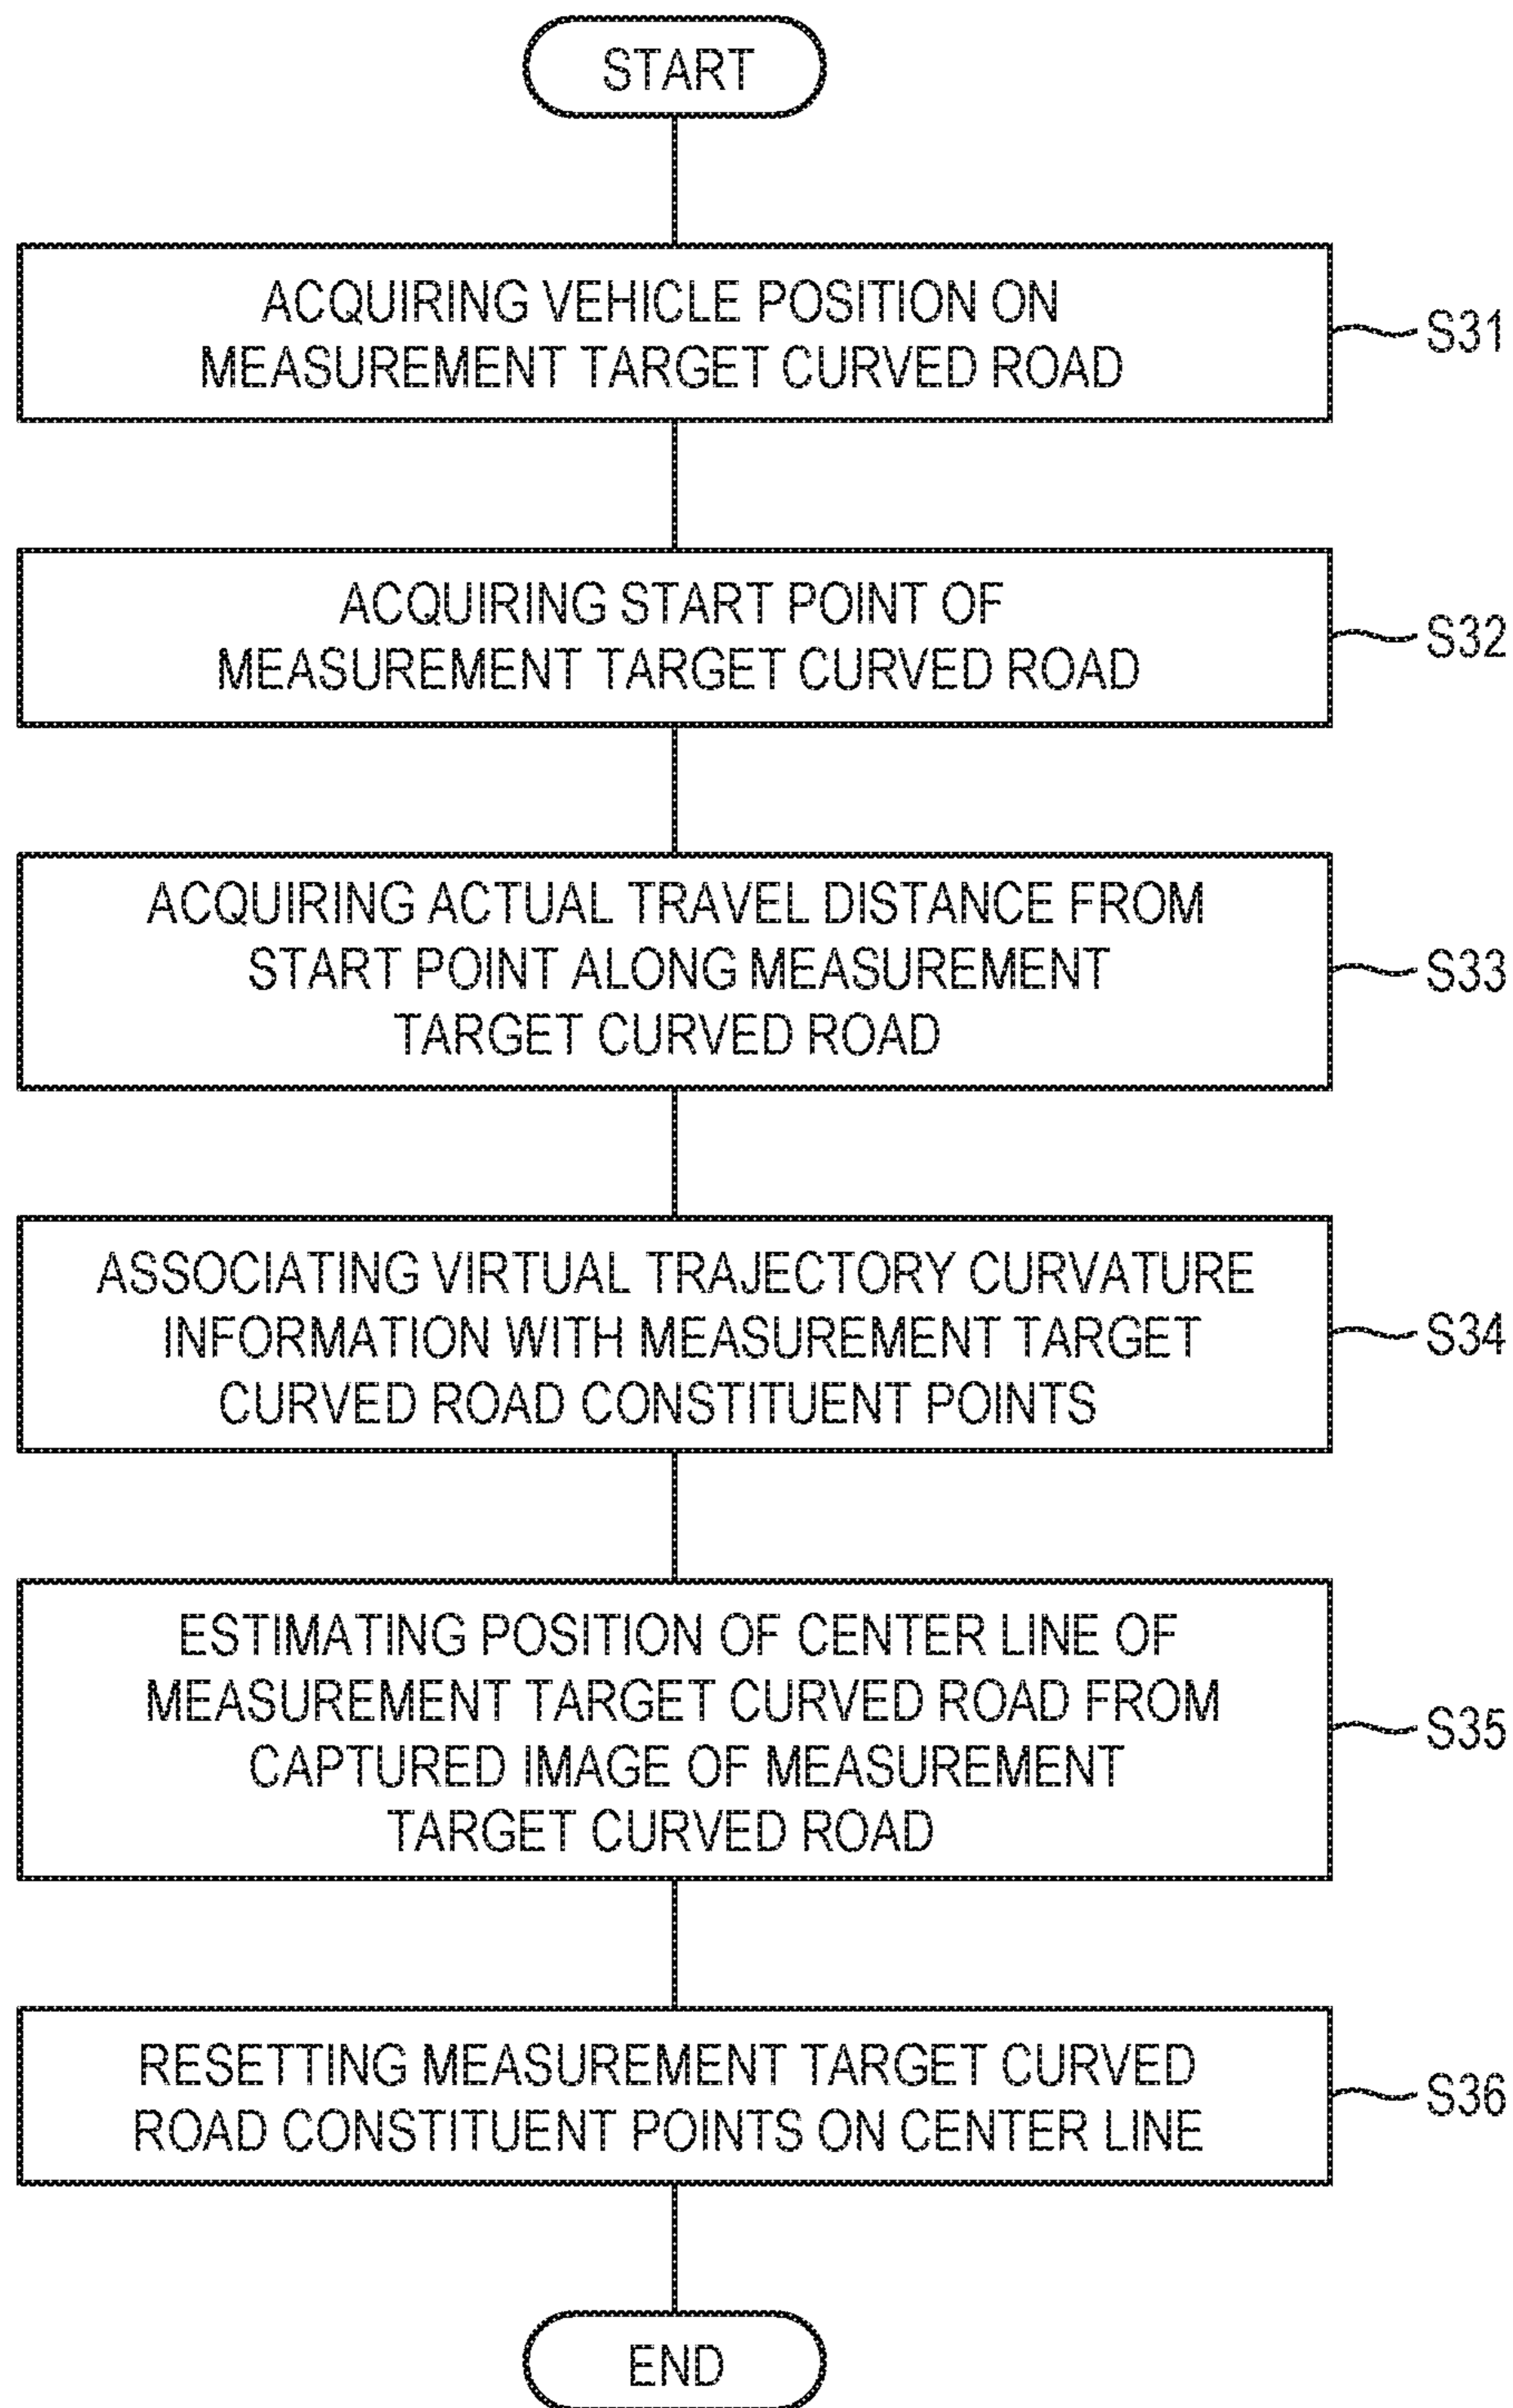 START
ACQUIRING VEHICLE POSITION ON
MEASUREMENT TARGET CURVED ROAD
S31
ACQUIRING START POINT OF
MEASUREMENT TARGET CURVED ROAD
S32
ACQUIRING ACTUAL TRAVEL DISTANCE FROM
START POINT ALONG MEASUREMENT
TARGET CURVED ROAD
S33
ASSOCIATING VIRTUAL TRAJECTORY CURVATURE
INFORMATION WITH MEASUREMENT TARGET
CURVED ROAD CONSTITUENT POINTS
S34
ESTIMATING POSITION OF CENTER LINE OF
MEASUREMENT TARGET CURVED ROAD FROM
CAPTURED IMAGE OF MEASUREMENT
TARGET CURVED ROAD
S35
RESETTING MEASUREMENT TARGET CURVED
ROAD CONSTITUENT POINTS ON CENTER LINE
S36
END